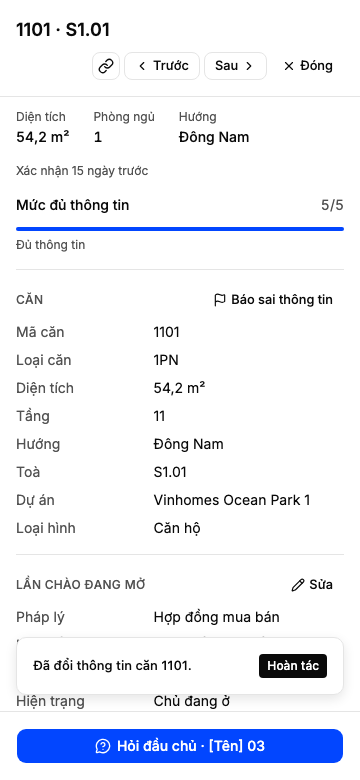 1101 · S1.01
Trước
Sau
Đóng
Diện tích
Phòng ngủ
Hướng
54,2 m²
1
Đông Nam
Xác nhận 15 ngày trước
Mức đủ thông tin
5/5
Đủ thông tin
CĂN
Báo sai thông tin
Mã căn
1101
Loại căn
1PN
Diện tích
54,2 m²
Tầng
11
Hướng
Đông Nam
Toà
S1.01
Dự án
Vinhomes Ocean Park 1
Loại hình
Căn hộ
LẦN CHÀO ĐANG MỞ
Sửa
Pháp lý
Hợp đồng mua bán
Đã đổi thông tin căn 1101.
Hoàn tác
Hiện trạng
Chủ đang ở
Hỏi đầu chủ · [Tên] 03